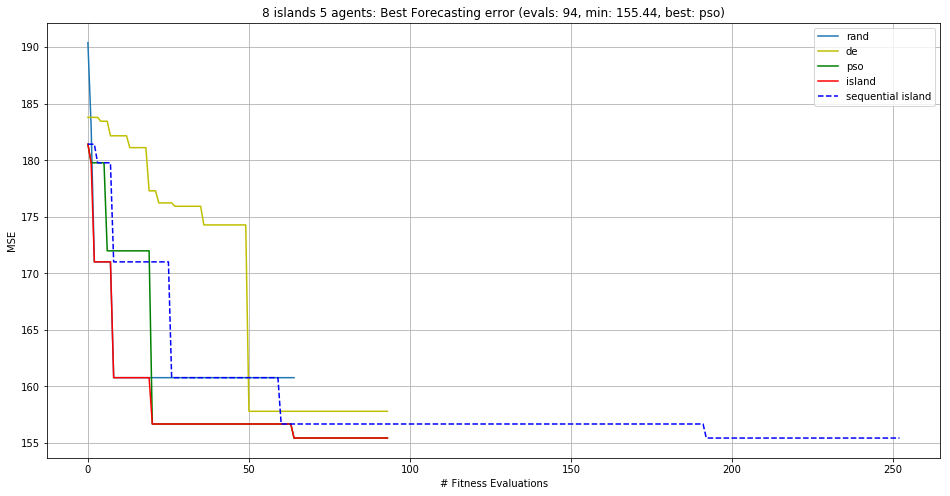 8 islands 5 agents: Best Forecasting error (evals: 94, min: 155.44, best: pso)
rand
de
pso
island
sequential island
MSE
190
185
180
175
170
165
160
155
0 50 100 150 200 250
# Fitness Evaluations